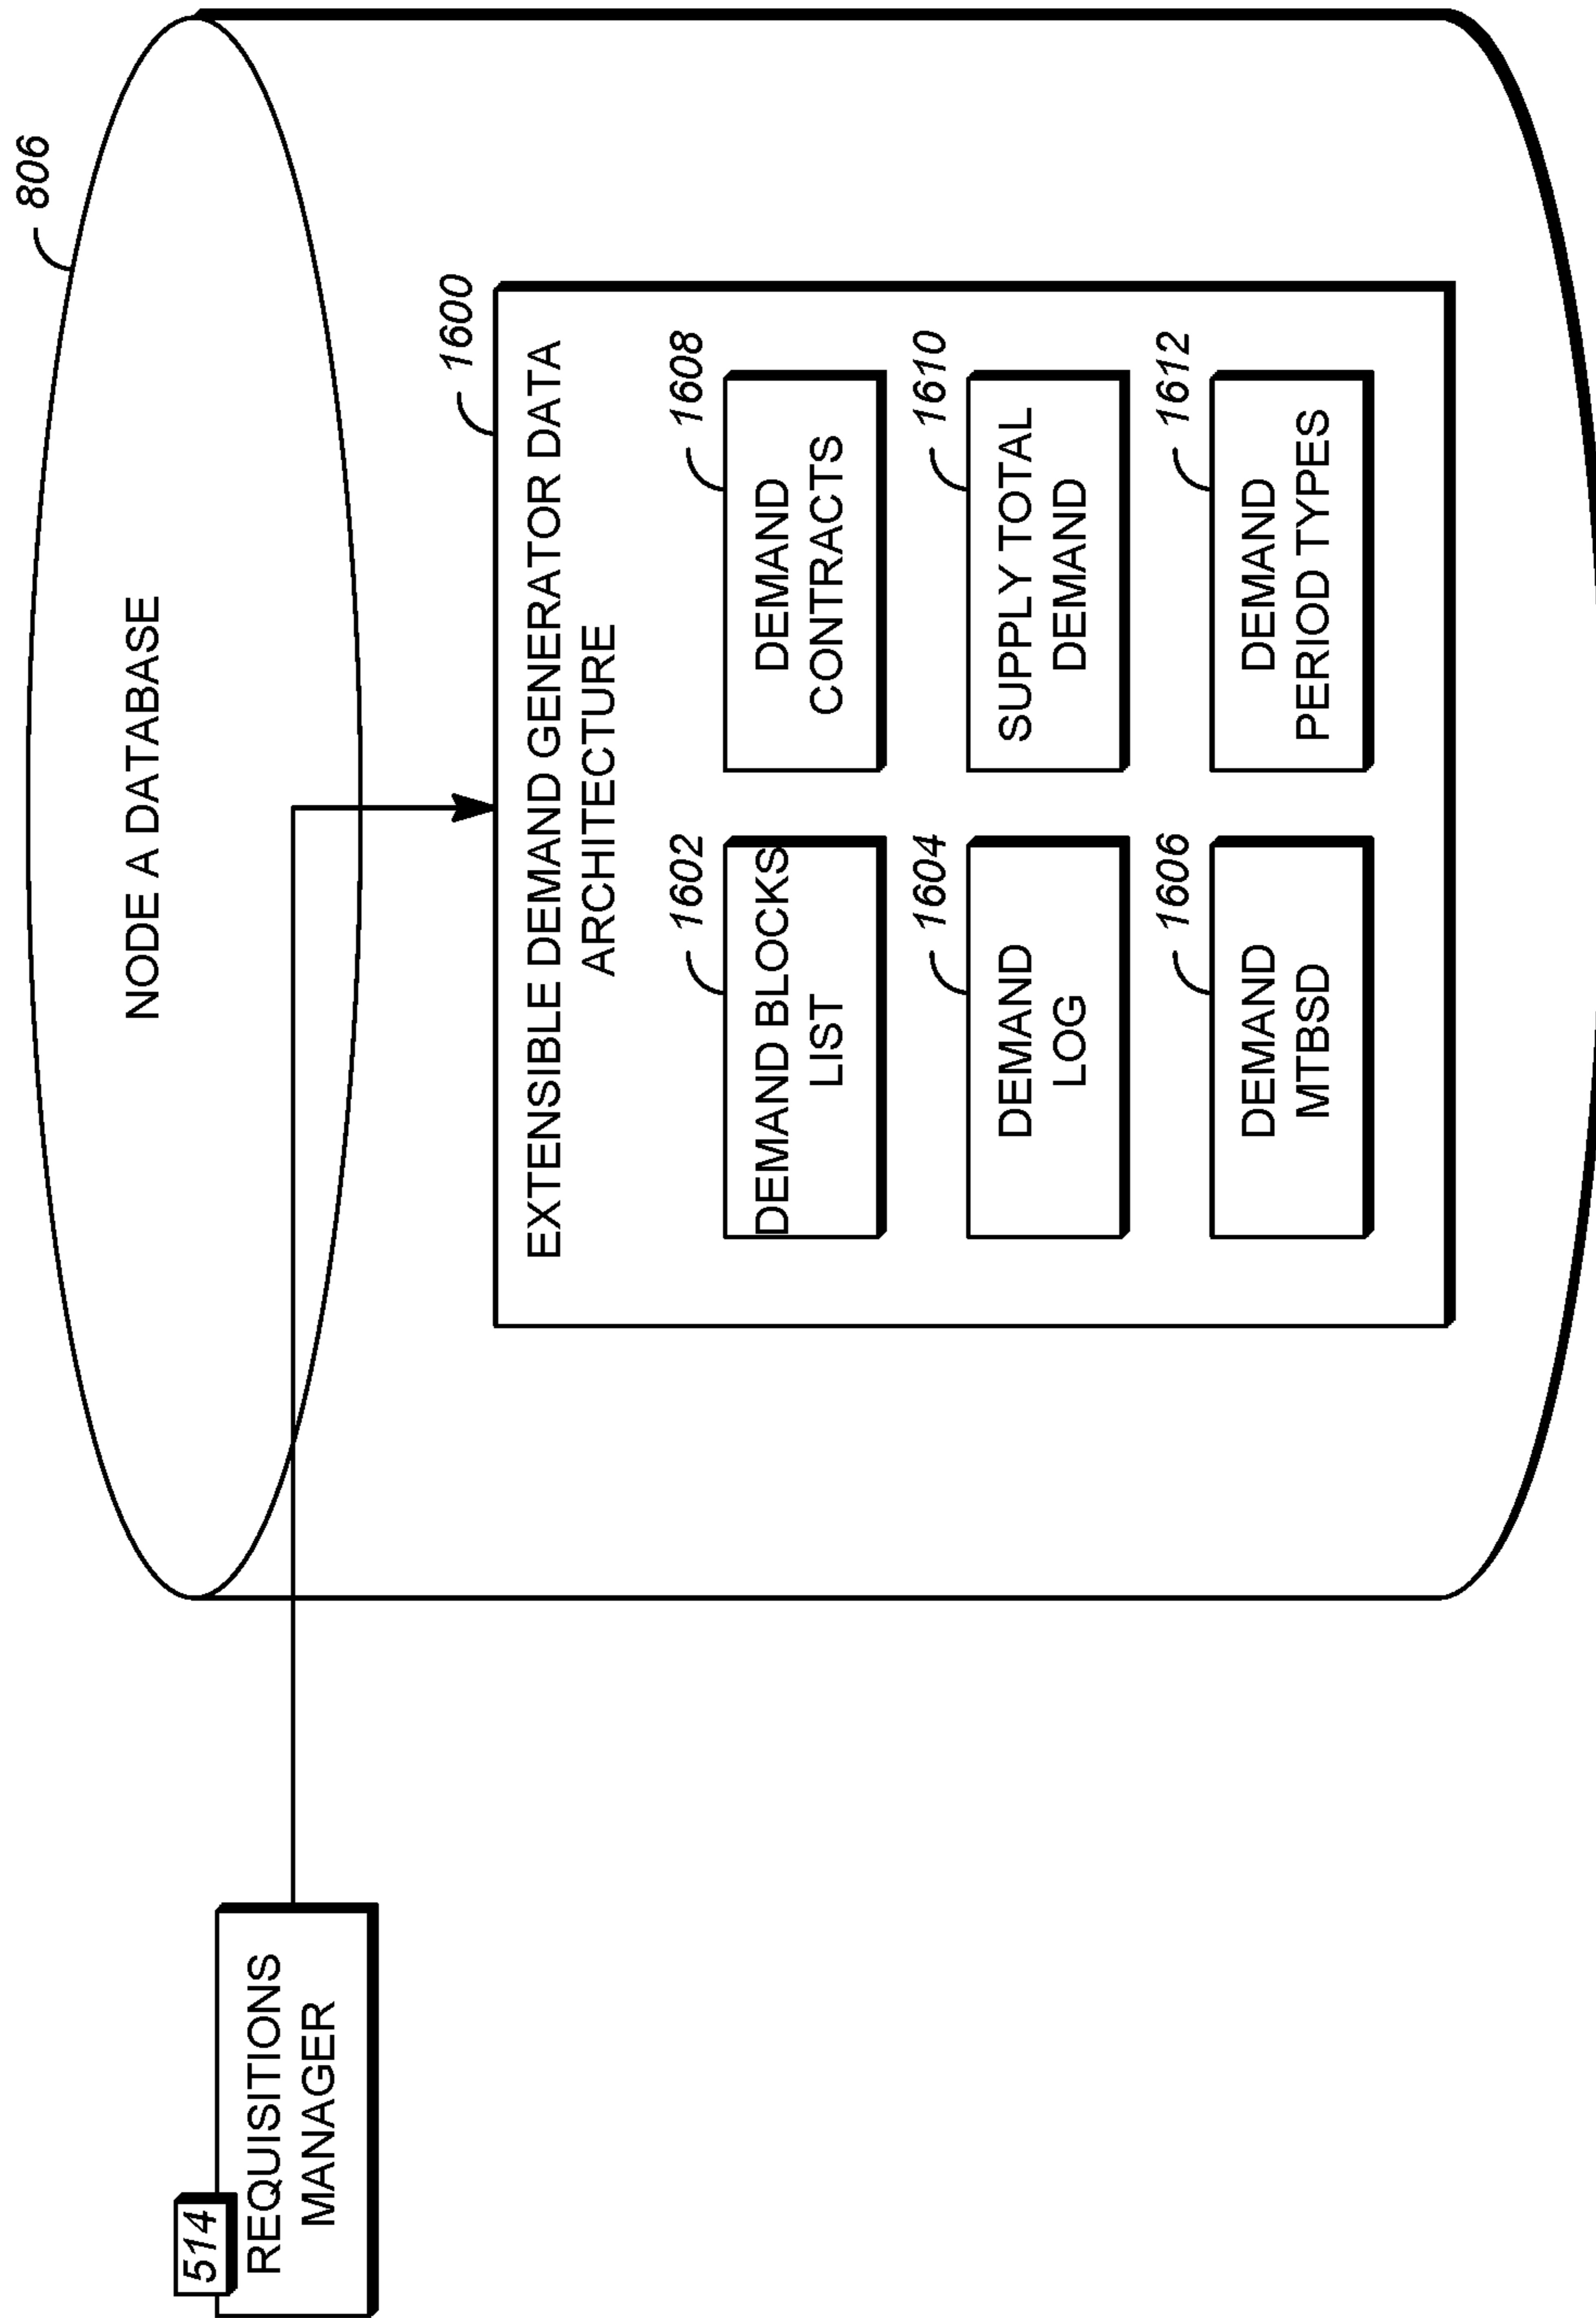 806
NODE A DATABASE
1600
EXTENSIBLE DEMAND GENERATOR DATA
ARCHITECTURE
1602
DEMAND BLOCKS
LIST
1608
DEMAND
CONTRACTS
1604
DEMAND
LOG
1610
SUPPLY TOTAL
DEMAND
1606
DEMAND
MTBSD
1612
DEMAND
PERIOD TYPES
514
REQUISITIONS
MANAGER